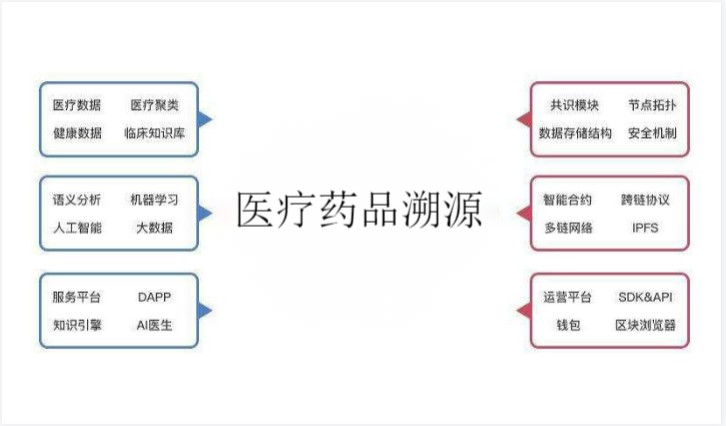 医疗数据 医疗聚类
健康数据 临床知识库
语义分析 机器学习
人工智能 大数据
服务平台 DAPP
知识引擎 AI医生
医疗药品溯源
共识模块 节点拓扑
数据存储结构 安全机制
智能合约 跨链协议
多链网络 IPFS
运营平台 SDK&API
钱包 区块浏览器